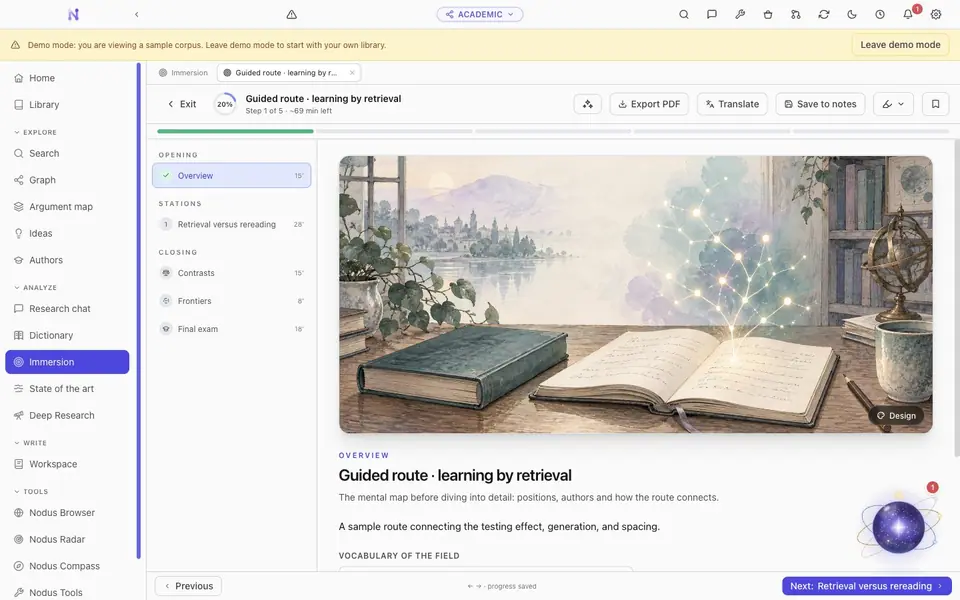 N
ACADEMIC
1
Demo mode: you are viewing a sample corpus. Leave demo mode to start with your own library.
Leave demo mode
Home
Library
EXPLORE
Search
Graph
Argument map
Ideas
Authors
ANALYZE
Research chat
Dictionary
Immersion
State of the art
Deep Research
WRITE
Workspace
TOOLS
Nodus Browser
Nodus Radar
Nodus Compass
Nodus Tools
Immersion
Guided route · learning by r...
Exit
20%
Guided route · learning by retrieval
Step 1 of 5 · ~69 min left
Export PDF
Translate
Save to notes
OPENING
Overview 15'
STATIONS
1 Retrieval versus rereading 28'
CLOSING
Contrasts 15'
Frontiers 8'
Final exam 18'
Design
OVERVIEW
Guided route · learning by retrieval
The mental map before diving into detail: positions, authors and how the route connects.
A sample route connecting the testing effect, generation, and spacing.
VOCABULARY OF THE FIELD
1
Previous
← → · progress saved
Next: Retrieval versus rereading